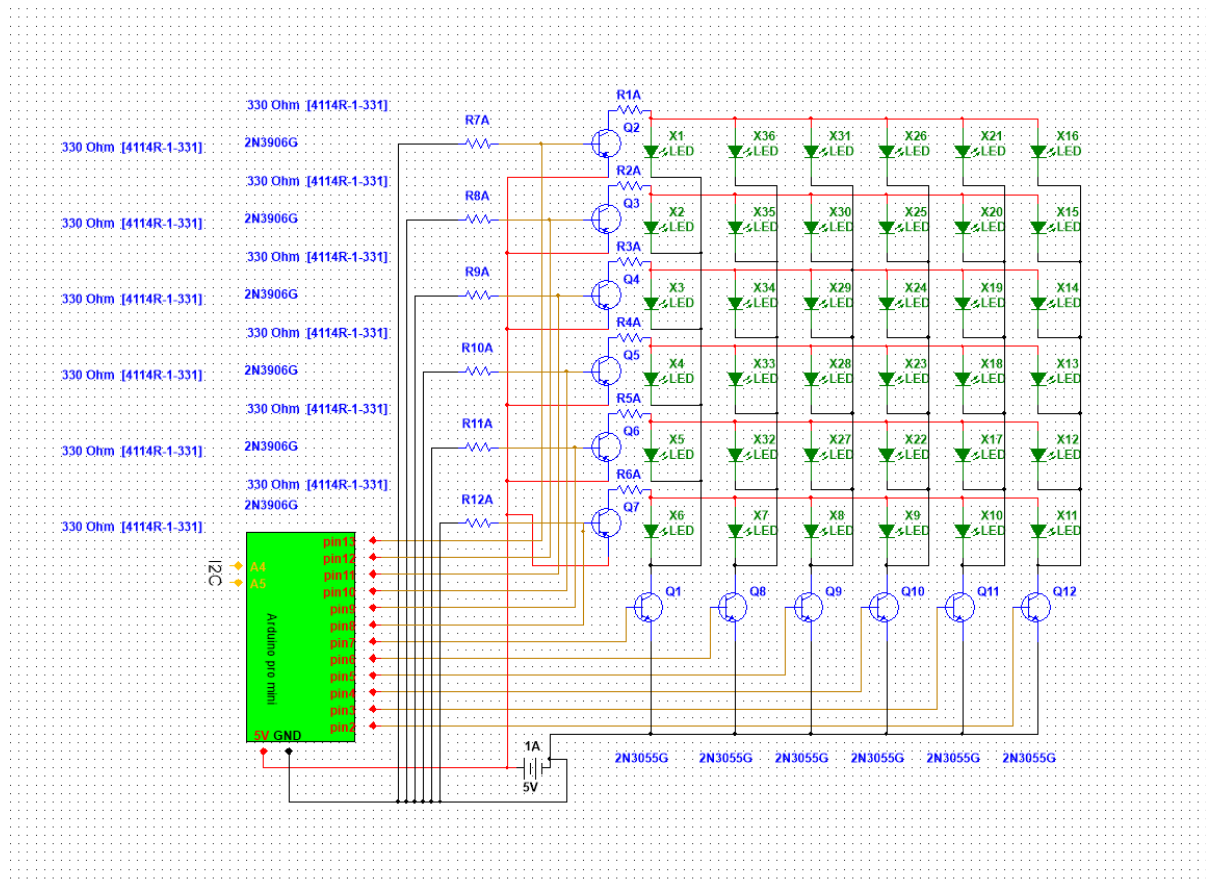 R1A
330 Ohm [4114R-1-331]
R7A
Q2
X1 X36 X31 X26 X21 X16
330 Ohm [4114R-1-331] 2N3906G
LED LED LED LED LED LED
R2A
330 Ohm [4114R-1-331]
R8A
Q3
X2 X35 X30 X25 X20 X15
330 Ohm [4114R-1-331] 2N3906G
LED LED LED LED LED LED
R3A
330 Ohm [4114R-1-331]
R9A
Q4
X3 X34 X29 X24 X19 X14
330 Ohm [4114R-1-331] 2N3906G
LED LED LED LED LED LED
R4A
330 Ohm [4114R-1-331]
R10A
Q5
X4 X33 X28 X23 X18 X13
330 Ohm [4114R-1-331] 2N3906G
LED LED LED LED LED LED
R5A
330 Ohm [4114R-1-331]
R11A
Q6
X5 X32 X27 X22 X17 X12
330 Ohm [4114R-1-331] 2N3906G
LED LED LED LED LED LED
R6A
330 Ohm [4114R-1-331]
R12A
2N3906G
Q7
X6 X7 X8 X9 X10 X11
330 Ohm [4114R-1-331]
LED LED LED LED LED LED
pin13
pin12
I2C
A4
pin11
A5
pin10
pin9
pin8
pin7
pin6
pin5
pin4
pin3
pin2
Arduino pro mini
5V GND
Q1 Q8 Q9 Q10 Q11 Q12
1A
5V
2N3055G 2N3055G 2N3055G 2N3055G 2N3055G 2N3055G